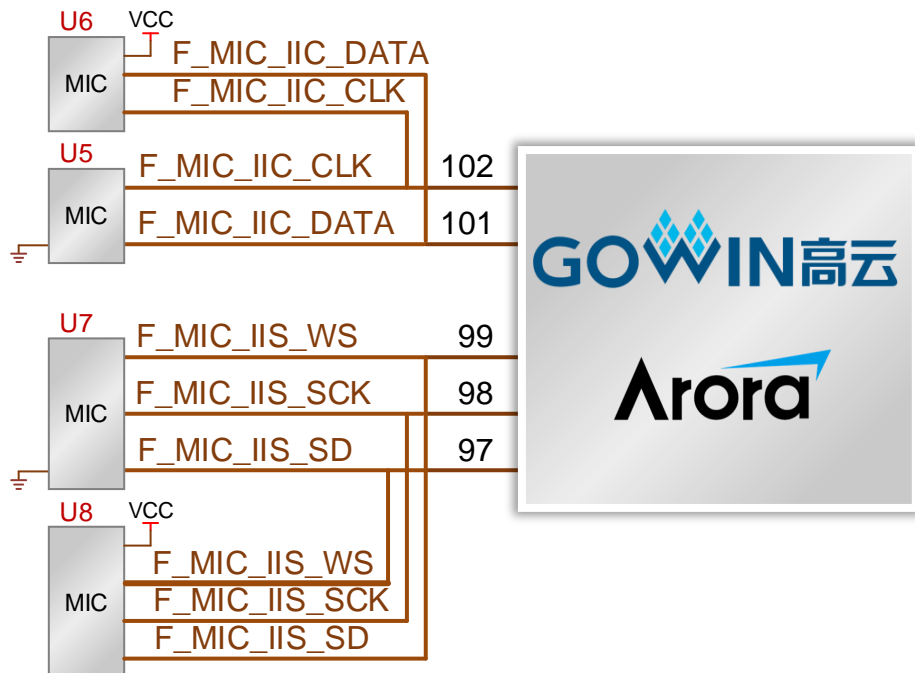 U6
VCC
MIC
F_MIC_IIC_DATA
F_MIC_IIC_CLK
U5
MIC
F_MIC_IIC_CLK
102
F_MIC_IIC_DATA
101
U7
MIC
F_MIC_IIS_WS
99
F_MIC_IIS_SCK
98
F_MIC_IIS_SD
97
U8
VCC
MIC
F_MIC_IIS_WS
F_MIC_IIS_SCK
F_MIC_IIS_SD
GOWIN高云
Arora